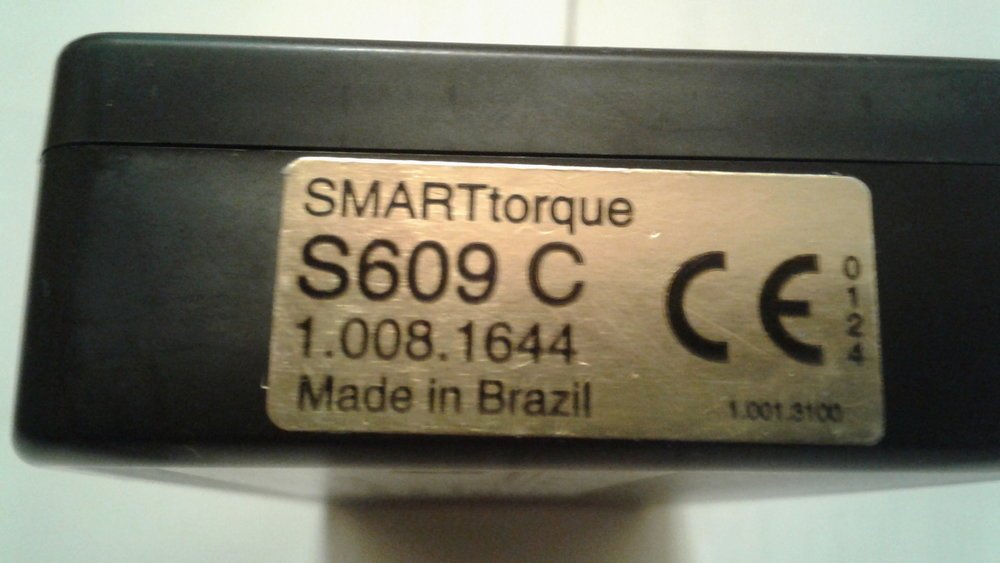 SMARTtorque
S609 C
1.008.1644
Made in Brazil
CE
0124
1.001.3100